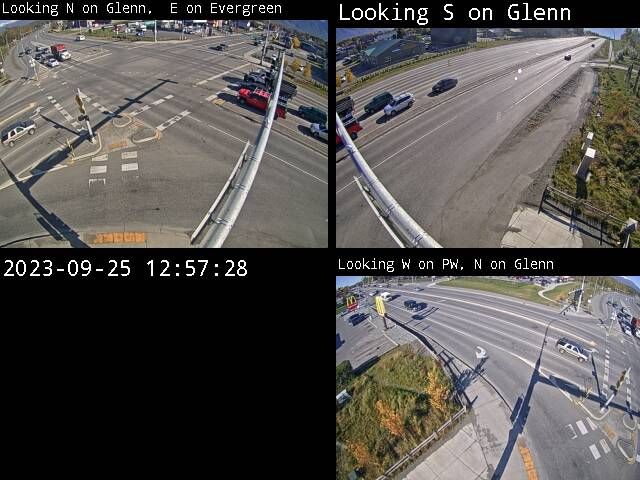 Looking N on Glenn,  E on Evergreen
Looking S on Glenn
2023-09-25 12:57:28
Looking W on PW, N on Glenn